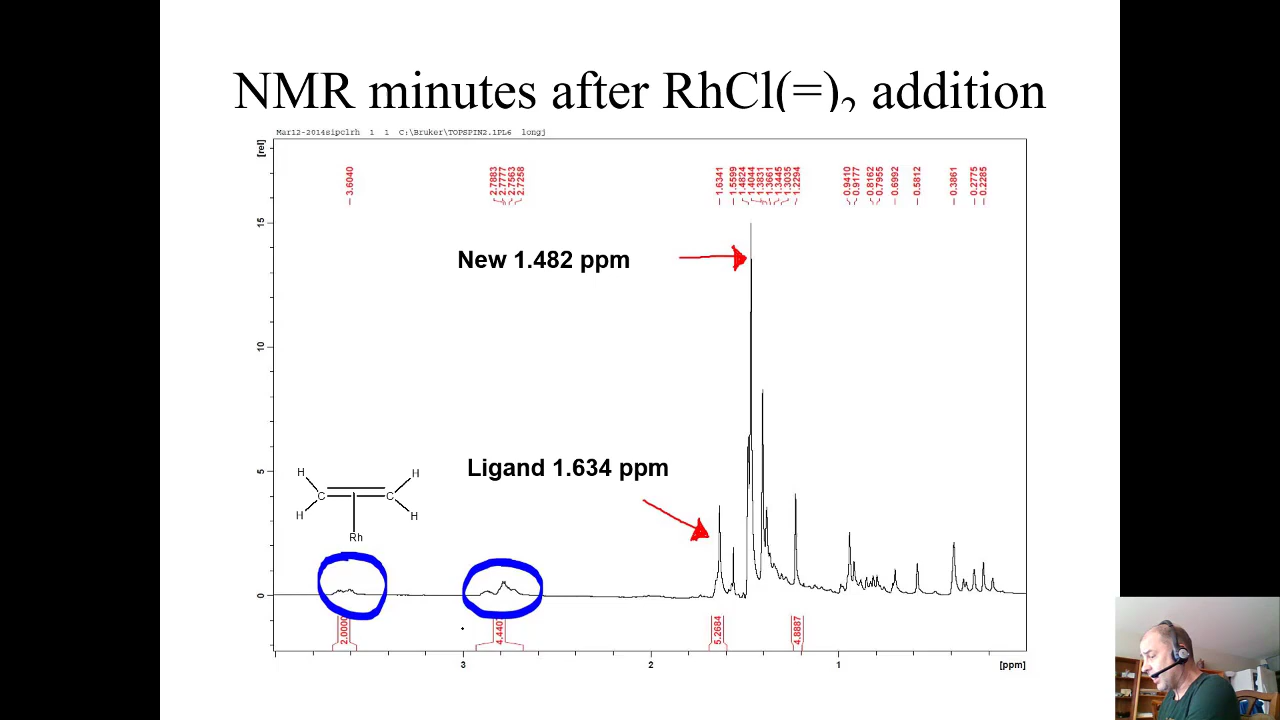 NMR minutes after RhCl(=)2 addition
Mar12-2014sipclrh 1 1 C:\Bruker\TOPSPIN2.1PL6 longj
[rel]
3.6040
2.7883
2.7777
2.7563
2.7258
1.6341
1.5599
1.4824
1.4044
1.3831
1.3661
1.3445
1.3035
1.2294
0.9410
0.9177
0.8162
0.7955
0.6992
0.5812
0.3861
0.2775
0.2285
15
New 1.482 ppm
10
5
Ligand 1.634 ppm
H
H
C
C
H
H
Rh
0
2.0000
5.2684
4.8887
3
2
1
[ppm]